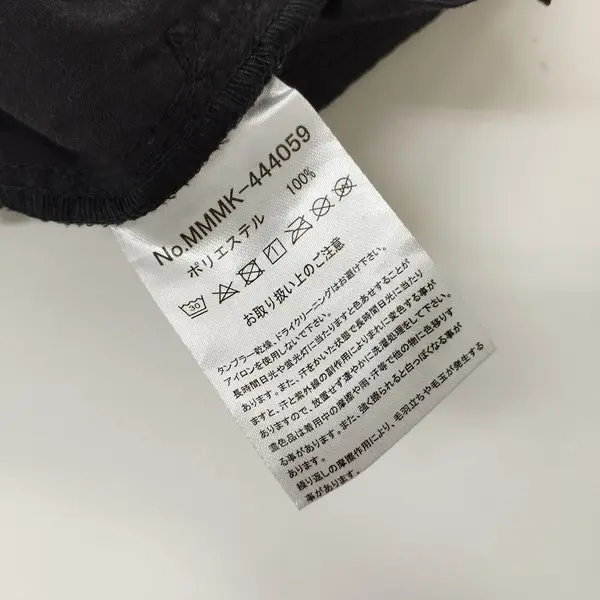 No.MMMK-444059
ポリエステル 100%
30
お取り扱い上のご注意
タンブラー乾燥、ドライクリーニングはお避け下さい。
アイロンを使用しないで下さい。
長時間日光や蛍光灯に当たりますと色あせすることが
あります。また、汗をかいた状態で長時間日光に当たり
ますと、汗と紫外線の副作用によりまれに変色する事が
ありますので、放置せず速やかに洗濯処理をして下さい。
濃色品は着用中の摩擦や雨・汗等で他の物に色移りす
る事があります。また、強く擦られると白っぽくなる事が
あります。
繰り返しの摩擦作用により、毛羽立ちや毛玉が発生する
事があります。